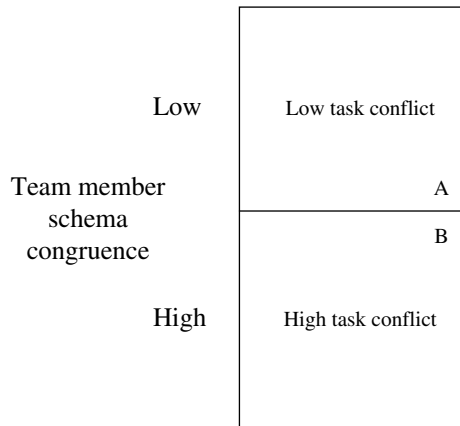 Low
Low task conflict
A
Team member
schema
congruence
B
High
High task conflict